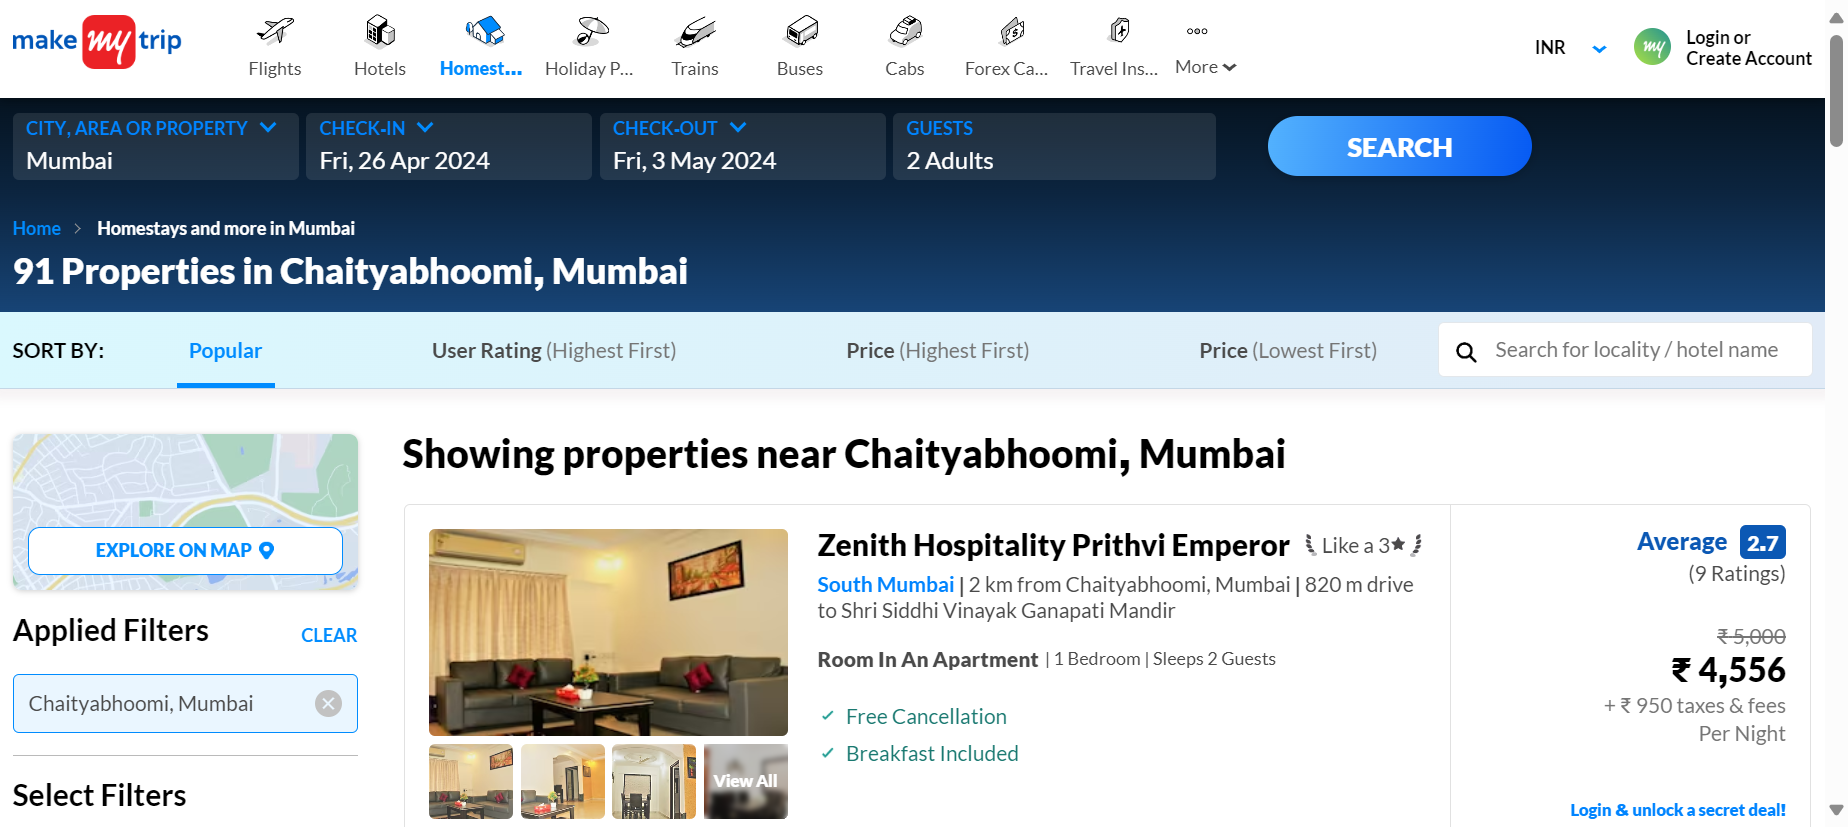 make my trip
Flights
Hotels
Homest...
Holiday P...
Trains
Buses
Cabs
Forex Ca...
Travel Ins...
More
INR
my
Login or
Create Account
CITY, AREA OR PROPERTY
Mumbai
CHECK-IN
Fri, 26 Apr 2024
CHECK-OUT
Fri, 3 May 2024
GUESTS
2 Adults
SEARCH
Home > Homestays and more in Mumbai
91 Properties in Chaityabhoomi, Mumbai
SORT BY:
Popular
User Rating (Highest First)
Price (Highest First)
Price (Lowest First)
Search for locality / hotel name
EXPLORE ON MAP
Applied Filters
CLEAR
Chaityabhoomi, Mumbai
Select Filters
Showing properties near Chaityabhoomi, Mumbai
View All
Zenith Hospitality Prithvi Emperor
Like a 3★
South Mumbai | 2 km from Chaityabhoomi, Mumbai | 820 m drive
to Shri Siddhi Vinayak Ganapati Mandir
Room In An Apartment | 1 Bedroom | Sleeps 2 Guests
✓ Free Cancellation
✓ Breakfast Included
Average 2.7
(9 Ratings)
₹ 5,000
₹ 4,556
+ ₹ 950 taxes & fees
Per Night
Login & unlock a secret deal!